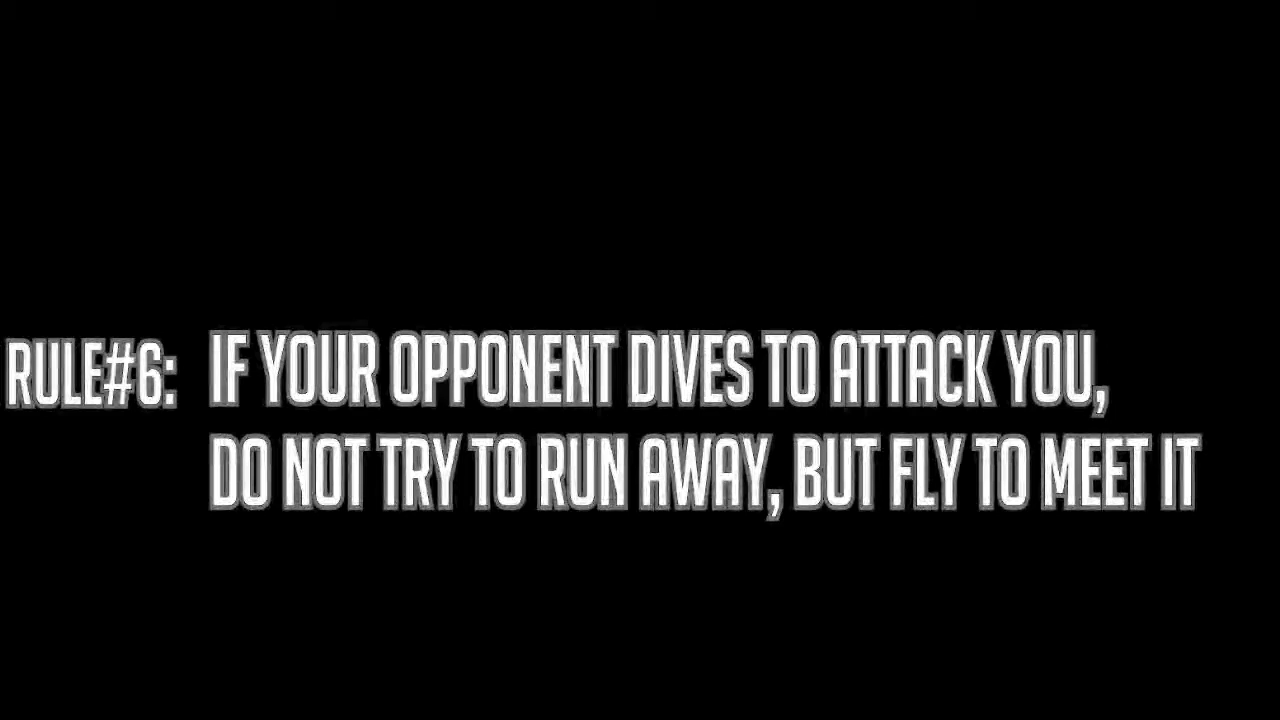 RULE#6: IF YOUR OPPONENT DIVES TO ATTACK YOU,
DO NOT TRY TO RUN AWAY, BUT FLY TO MEET IT